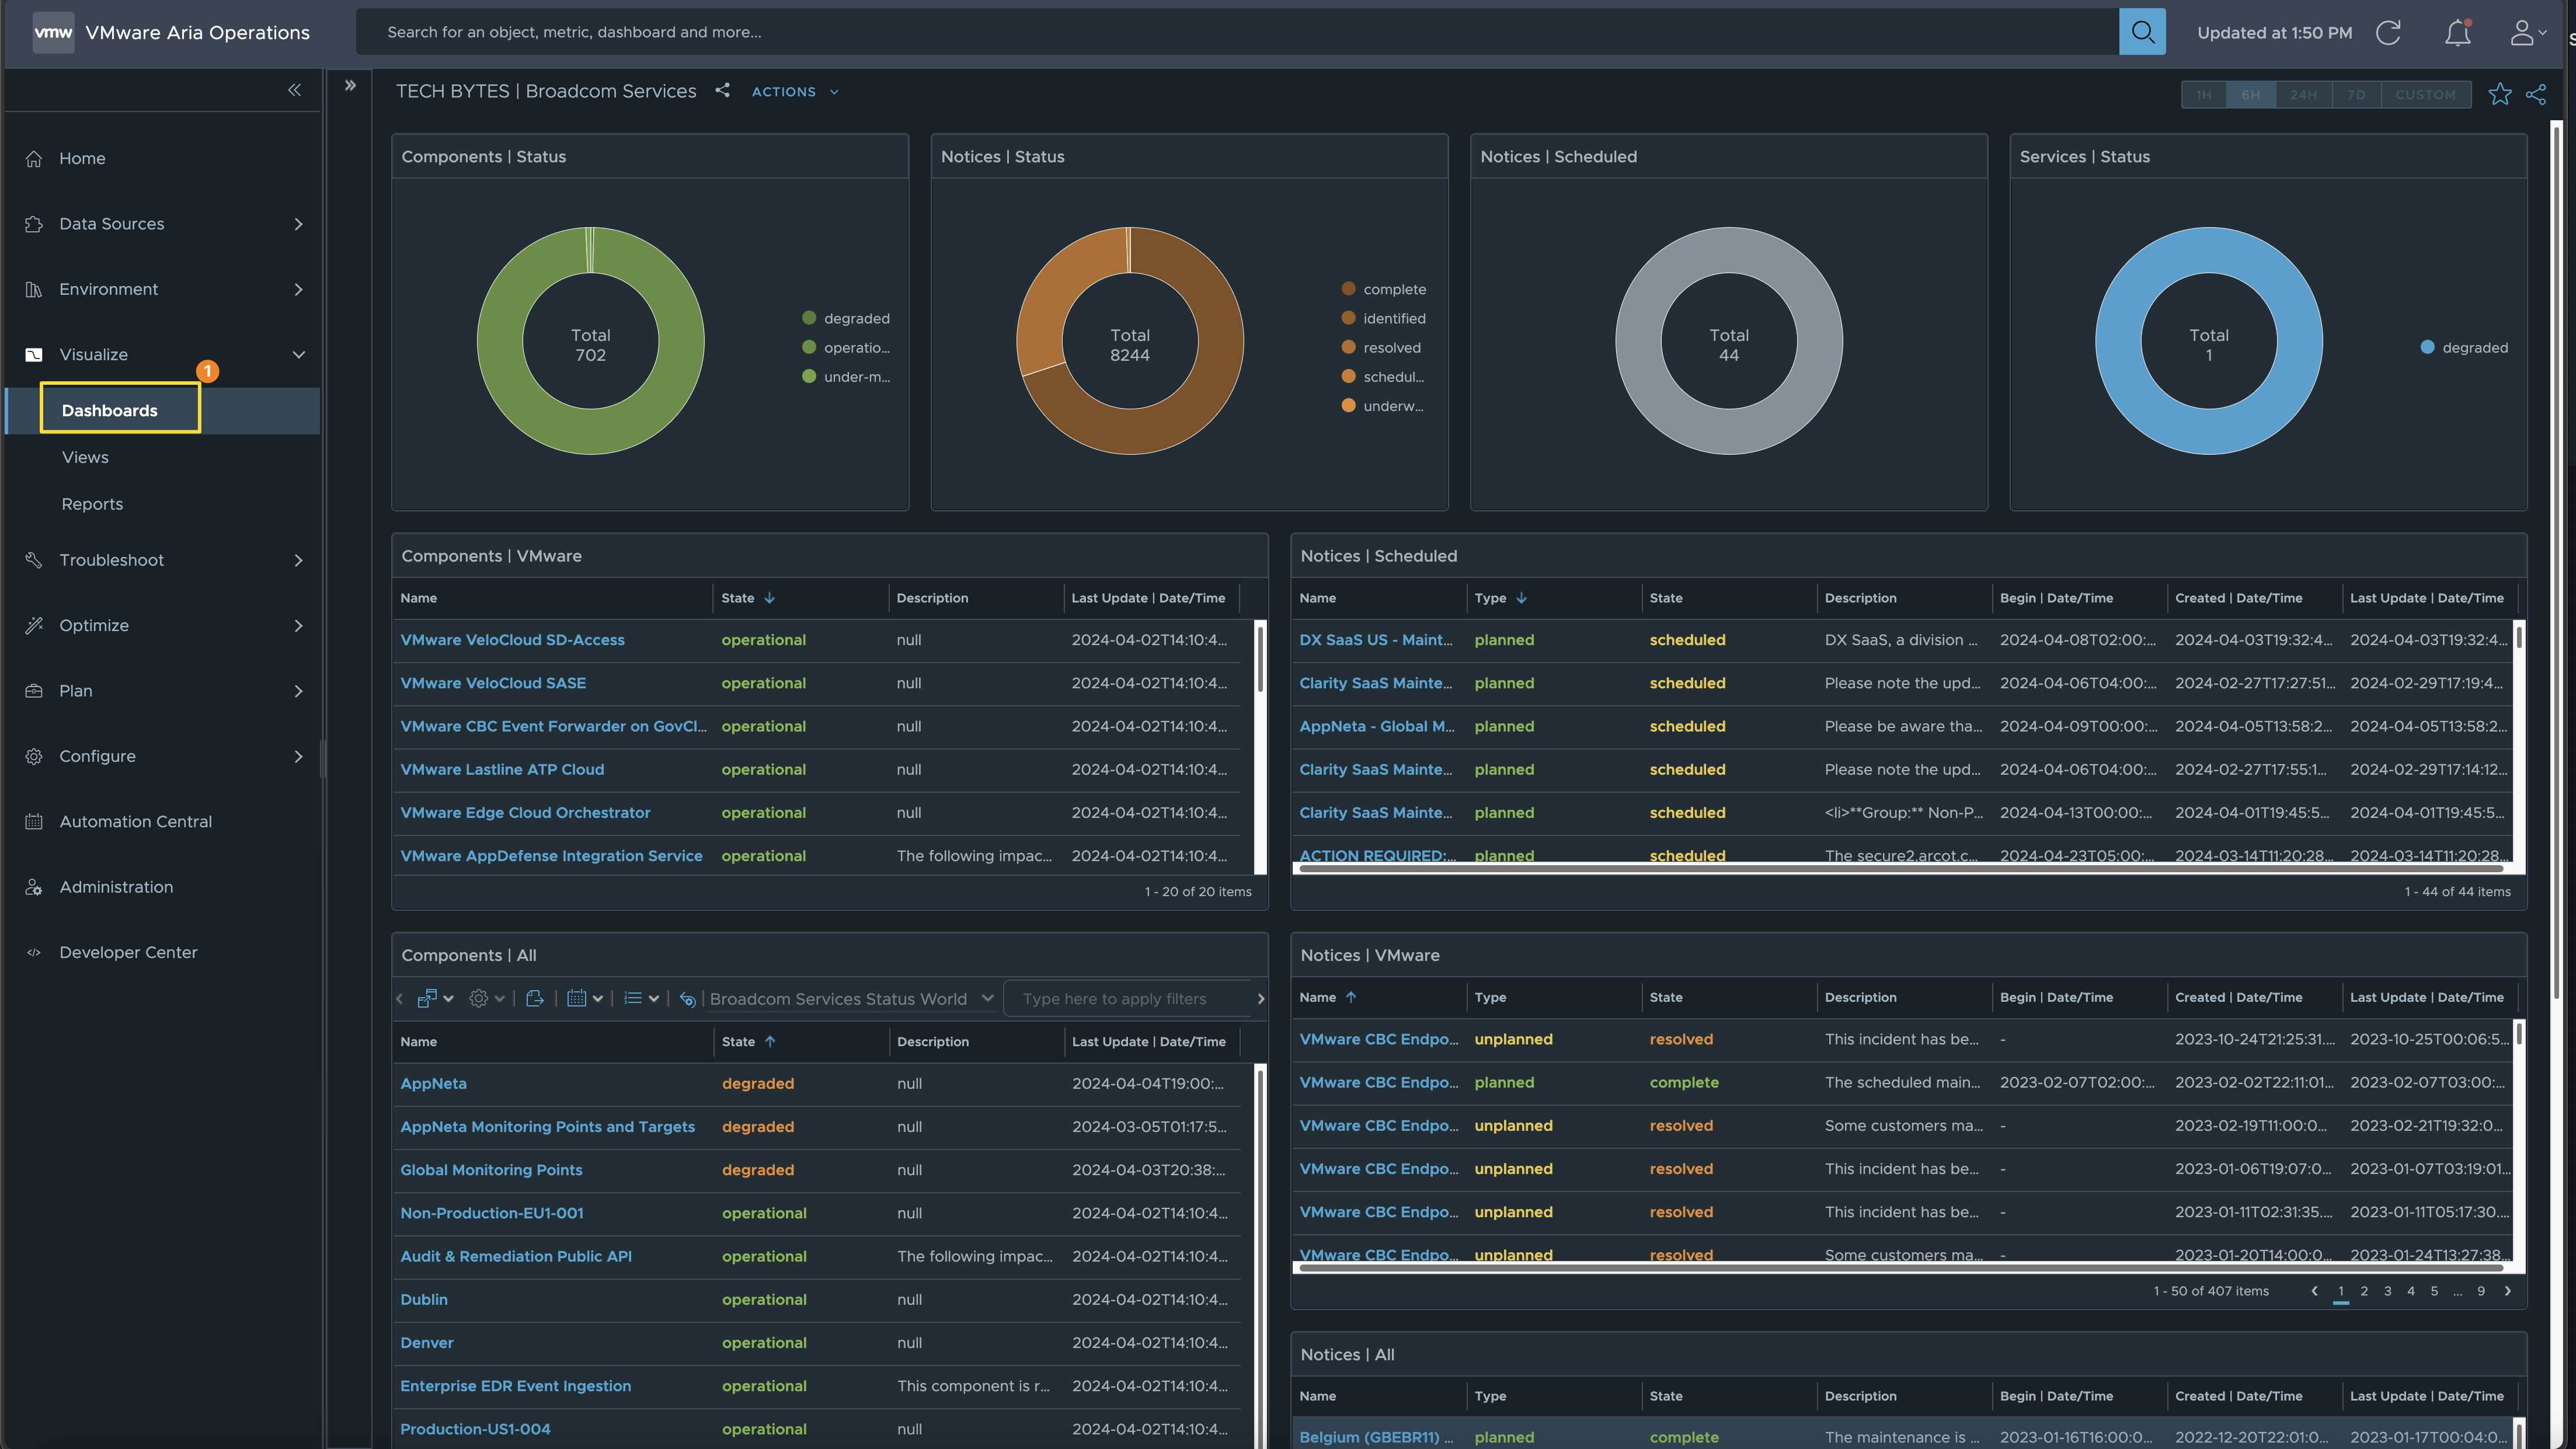 vmw VMware Aria Operations
Search for an object, metric, dashboard and more...
Updated at 1:50 PM
TECH BYTES | Broadcom Services
ACTIONS
1H 6H 24H 7D CUSTOM
Home
Data Sources
Environment
Visualize
1
Dashboards
Views
Reports
Troubleshoot
Optimize
Plan
Configure
Automation Central
Administration
Developer Center
Components | Status
Total
702
degraded
operatio...
under-m...
Notices | Status
Total
8244
complete
identified
resolved
schedul...
underw...
Notices | Scheduled
Total
44
Services | Status
Total
1
degraded
Components | VMware
Name State Description Last Update | Date/Time
VMware VeloCloud SD-Access operational null 2024-04-02T14:10:4...
VMware VeloCloud SASE operational null 2024-04-02T14:10:4...
VMware CBC Event Forwarder on GovCl... operational null 2024-04-02T14:10:4...
VMware Lastline ATP Cloud operational null 2024-04-02T14:10:4...
VMware Edge Cloud Orchestrator operational null 2024-04-02T14:10:4...
VMware AppDefense Integration Service operational The following impac... 2024-04-02T14:10:4...
1 - 20 of 20 items
Notices | Scheduled
Name Type State Description Begin | Date/Time Created | Date/Time Last Update | Date/Time
DX SaaS US - Maint... planned scheduled DX SaaS, a division ... 2024-04-08T02:00:... 2024-04-03T19:32:4... 2024-04-03T19:32:4...
Clarity SaaS Mainte... planned scheduled Please note the upd... 2024-04-06T04:00:... 2024-02-27T17:27:51... 2024-02-29T17:19:4...
AppNeta - Global M... planned scheduled Please be aware tha... 2024-04-09T00:00:... 2024-04-05T13:58:2... 2024-04-05T13:58:2...
Clarity SaaS Mainte... planned scheduled Please note the upd... 2024-04-06T04:00:... 2024-02-27T17:55:1... 2024-02-29T17:14:12...
Clarity SaaS Mainte... planned scheduled <li>**Group:** Non-P... 2024-04-13T00:00:... 2024-04-01T19:45:5... 2024-04-01T19:45:5...
ACTION REQUIRED:... planned scheduled The secure2.arcot.c... 2024-04-23T05:00:... 2024-03-14T11:20:28... 2024-03-14T11:20:28...
1 - 44 of 44 items
Components | All
Broadcom Services Status World
Type here to apply filters
Name State Description Last Update | Date/Time
AppNeta degraded null 2024-04-04T19:00:...
AppNeta Monitoring Points and Targets degraded null 2024-03-05T01:17:5...
Global Monitoring Points degraded null 2024-04-03T20:38:...
Non-Production-EU1-001 operational null 2024-04-02T14:10:4...
Audit & Remediation Public API operational The following impac... 2024-04-02T14:10:4...
Dublin operational null 2024-04-02T14:10:4...
Denver operational null 2024-04-02T14:10:4...
Enterprise EDR Event Ingestion operational This component is r... 2024-04-02T14:10:4...
Production-US1-004 operational null 2024-04-02T14:10:4...
Notices | VMware
Name Type State Description Begin | Date/Time Created | Date/Time Last Update | Date/Time
VMware CBC Endpo... unplanned resolved This incident has be... - 2023-10-24T21:25:31.... 2023-10-25T00:06:5...
VMware CBC Endpo... planned complete The scheduled main... 2023-02-07T02:00:... 2023-02-02T22:11:01... 2023-02-07T03:00:...
VMware CBC Endpo... unplanned resolved Some customers ma... - 2023-02-19T11:00:0... 2023-02-21T19:32:0...
VMware CBC Endpo... unplanned resolved This incident has be... - 2023-01-06T19:07:0... 2023-01-07T03:19:01...
VMware CBC Endpo... unplanned resolved This incident has be... - 2023-01-11T02:31:35.... 2023-01-11T05:17:30....
VMware CBC Endpo... unplanned resolved Some customers ma... - 2023-01-20T14:00:0... 2023-01-24T13:27:38...
1 - 50 of 407 items 1 2 3 4 5 ... 9
Notices | All
Name Type State Description Begin | Date/Time Created | Date/Time Last Update | Date/Time
Belgium (GBEBR11) ... planned complete The maintenance is ... 2023-01-16T16:00:0... 2022-12-20T22:01:0... 2023-01-17T00:04:0...